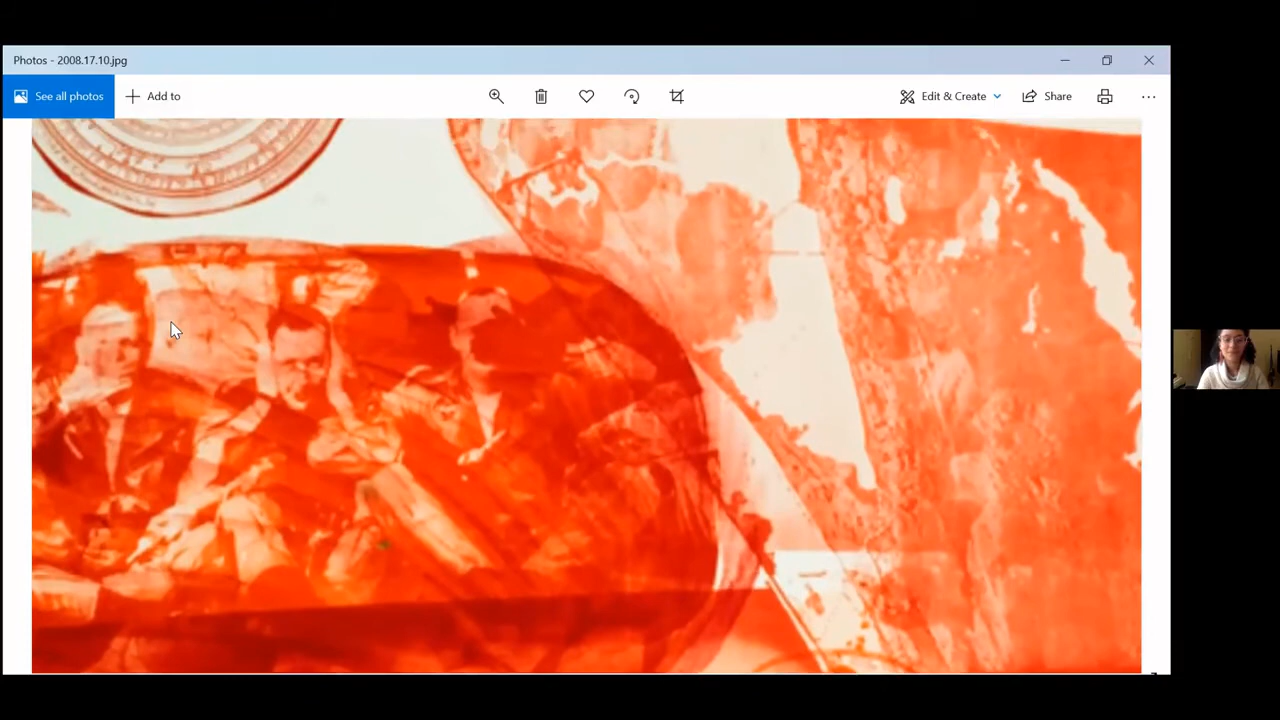 Photos - 2008.17.10.jpg
See all photos
Add to
Edit & Create
Share